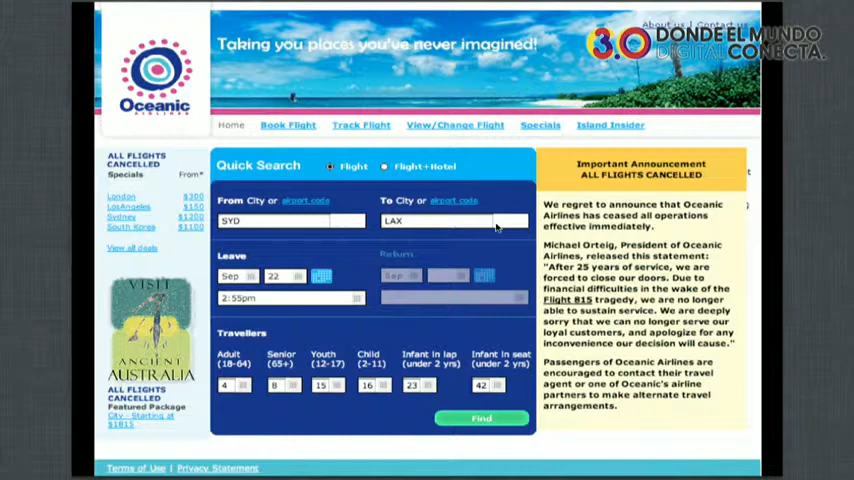 About us | Contact us
3.0 DONDE EL MUNDO
DIGITAL CONECTA.
Taking you places you've never imagined!
Oceanic
AIRLINES
Home Book Flight Track Flight View/Change Flight Specials Island Insider
ALL FLIGHTS
CANCELLED
Specials From*
London $300
LosAngeles $150
Sydney $1200
South Korea $1100
View all deals
VISIT
ANCIENT
AUSTRALIA
ALL FLIGHTS
CANCELLED
Featured Package
City - Starting at
$1815
Quick Search Flight Flight+Hotel
From City or airport code To City or airport code
SYD LAX
Leave Return
Sep 22 Sep
2:55pm
Travellers
Adult Senior Youth Child Infant in lap Infant in seat
(18-64) (65+) (12-17) (2-11) (under 2 yrs) (under 2 yrs)
4 8 15 16 23 42
Find
Important Announcement
ALL FLIGHTS CANCELLED
We regret to announce that Oceanic
Airlines has ceased all operations
effective immediately.
Michael Orteig, President of Oceanic
Airlines, released this statement:
"After 25 years of service, we are
forced to close our doors. Due to
financial difficulties in the wake of the
Flight 815 tragedy, we are no longer
able to sustain service. We are deeply
sorry that we can no longer serve our
loyal customers, and apologize for any
inconvenience our decision will cause."
Passengers of Oceanic Airlines are
encouraged to contact their travel
agent or one of Oceanic's airline
partners to make alternate travel
arrangements.
Terms of Use | Privacy Statement